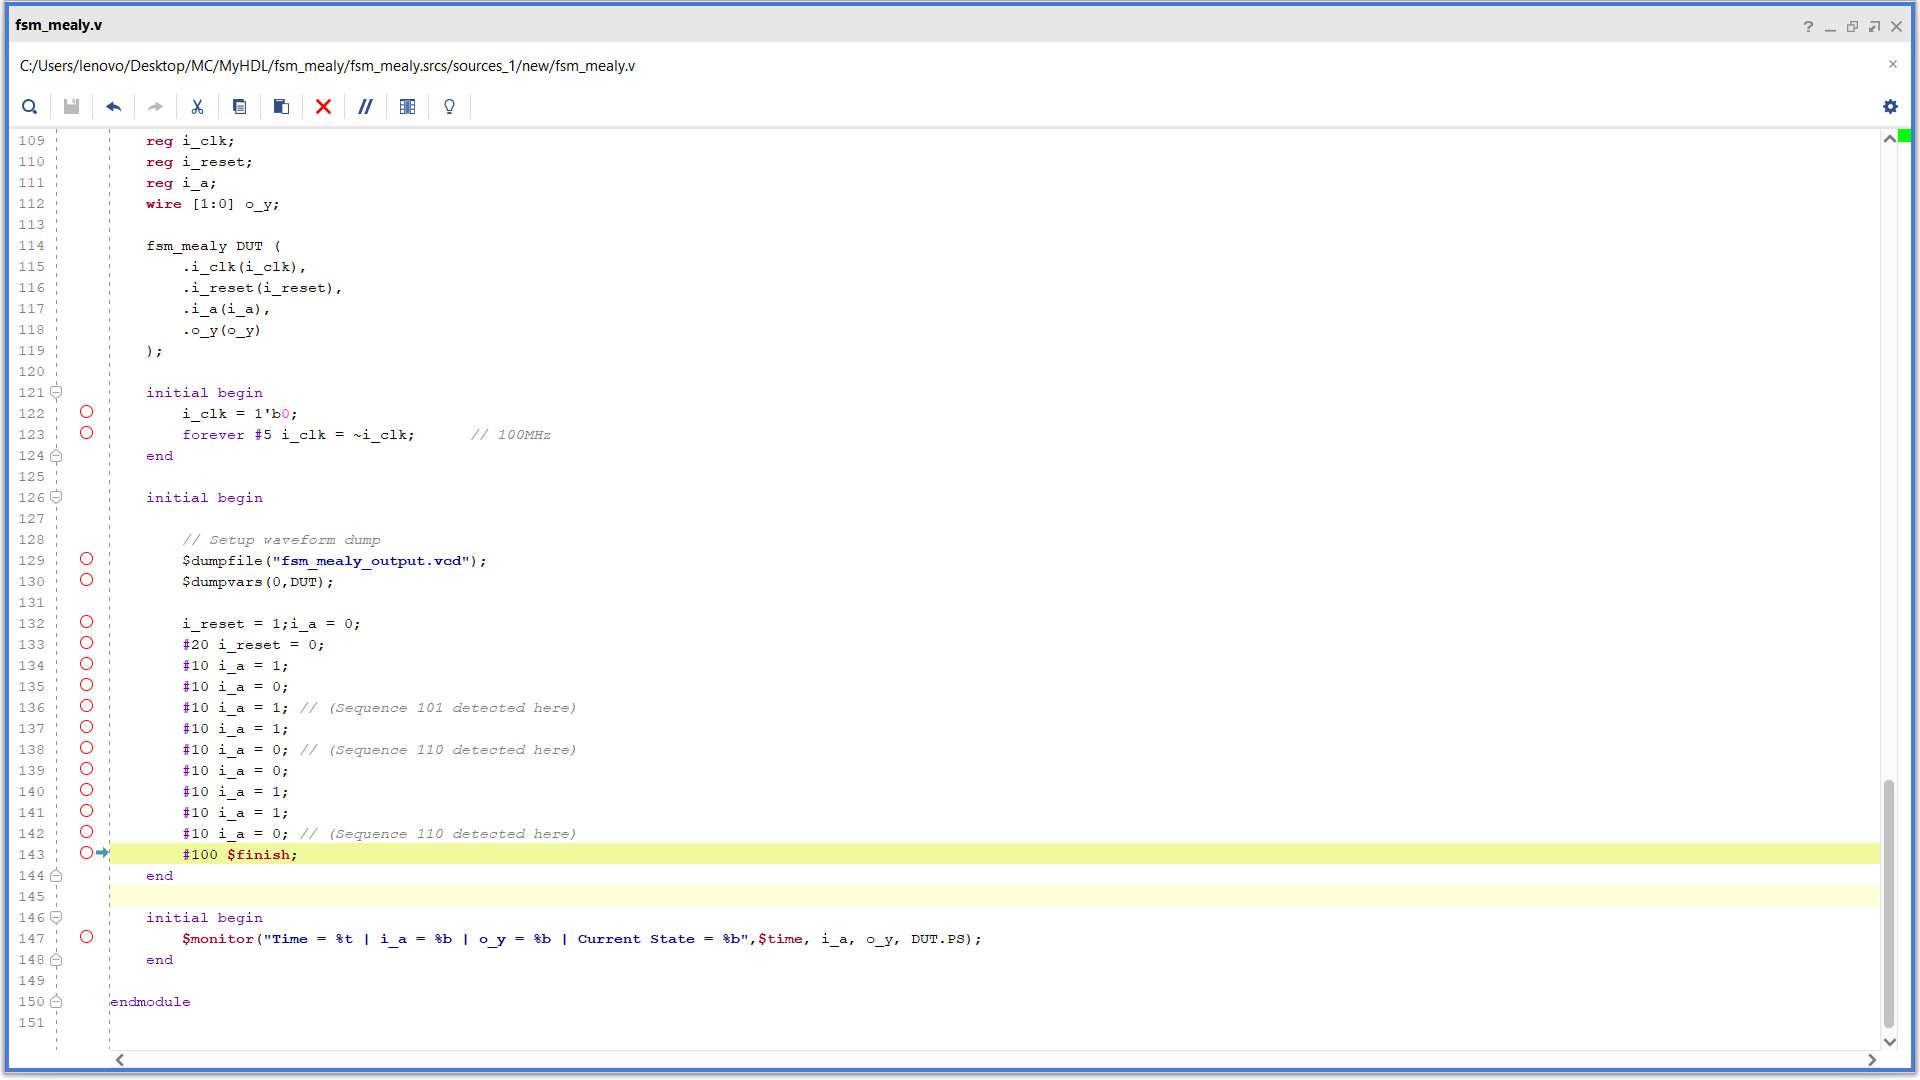 fsm_mealy.v
C:/Users/lenovo/Desktop/MC/MyHDL/fsm_mealy/fsm_mealy.srcs/sources_1/new/fsm_mealy.v
109 reg i_clk;
110 reg i_reset;
111 reg i_a;
112 wire [1:0] o_y;
113
114 fsm_mealy DUT (
115 .i_clk(i_clk),
116 .i_reset(i_reset),
117 .i_a(i_a),
118 .o_y(o_y)
119 );
120
121 initial begin
122 i_clk = 1'b0;
123 forever #5 i_clk = ~i_clk; // 100MHz
124 end
125
126 initial begin
127
128 // Setup waveform dump
129 $dumpfile("fsm_mealy_output.vcd");
130 $dumpvars(0,DUT);
131
132 i_reset = 1;i_a = 0;
133 #20 i_reset = 0;
134 #10 i_a = 1;
135 #10 i_a = 0;
136 #10 i_a = 1; // (Sequence 101 detected here)
137 #10 i_a = 1;
138 #10 i_a = 0; // (Sequence 110 detected here)
139 #10 i_a = 0;
140 #10 i_a = 1;
141 #10 i_a = 1;
142 #10 i_a = 0; // (Sequence 110 detected here)
143 #100 $finish;
144 end
145
146 initial begin
147 $monitor("Time = %t | i_a = %b | o_y = %b | Current State = %b",$time, i_a, o_y, DUT.PS);
148 end
149
150 endmodule
151